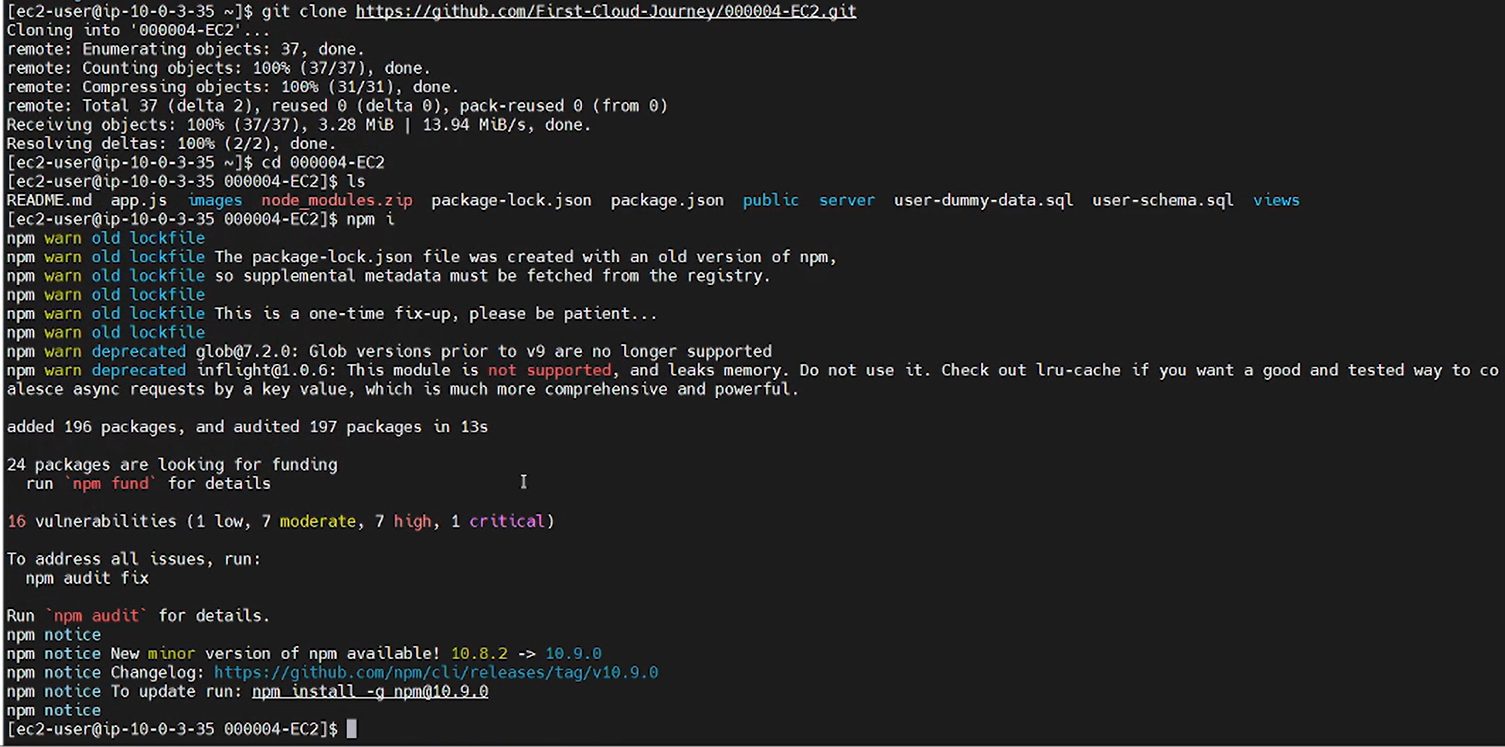 [ec2-user@ip-10-0-3-35 ~]$ git clone https://github.com/First-Cloud-Journey/000004-EC2.git
Cloning into '000004-EC2'...
remote: Enumerating objects: 37, done.
remote: Counting objects: 100% (37/37), done.
remote: Compressing objects: 100% (31/31), done.
remote: Total 37 (delta 2), reused 0 (delta 0), pack-reused 0 (from 0)
Receiving objects: 100% (37/37), 3.28 MiB | 13.94 MiB/s, done.
Resolving deltas: 100% (2/2), done.
[ec2-user@ip-10-0-3-35 ~]$ cd 000004-EC2
[ec2-user@ip-10-0-3-35 000004-EC2]$ ls
README.md  app.js  images  node_modules.zip  package-lock.json  package.json  public  server  user-dummy-data.sql  user-schema.sql  views
[ec2-user@ip-10-0-3-35 000004-EC2]$ npm i
npm warn old lockfile
npm warn old lockfile The package-lock.json file was created with an old version of npm,
npm warn old lockfile so supplemental metadata must be fetched from the registry.
npm warn old lockfile
npm warn old lockfile This is a one-time fix-up, please be patient...
npm warn old lockfile
npm warn deprecated glob@7.2.0: Glob versions prior to v9 are no longer supported
npm warn deprecated inflight@1.0.6: This module is not supported, and leaks memory. Do not use it. Check out lru-cache if you want a good and tested way to co
alesce async requests by a key value, which is much more comprehensive and powerful.
added 196 packages, and audited 197 packages in 13s
24 packages are looking for funding
  run `npm fund` for details
16 vulnerabilities (1 low, 7 moderate, 7 high, 1 critical)
To address all issues, run:
  npm audit fix
Run `npm audit` for details.
npm notice
npm notice New minor version of npm available! 10.8.2 -> 10.9.0
npm notice Changelog: https://github.com/npm/cli/releases/tag/v10.9.0
npm notice To update run: npm install -g npm@10.9.0
npm notice
[ec2-user@ip-10-0-3-35 000004-EC2]$